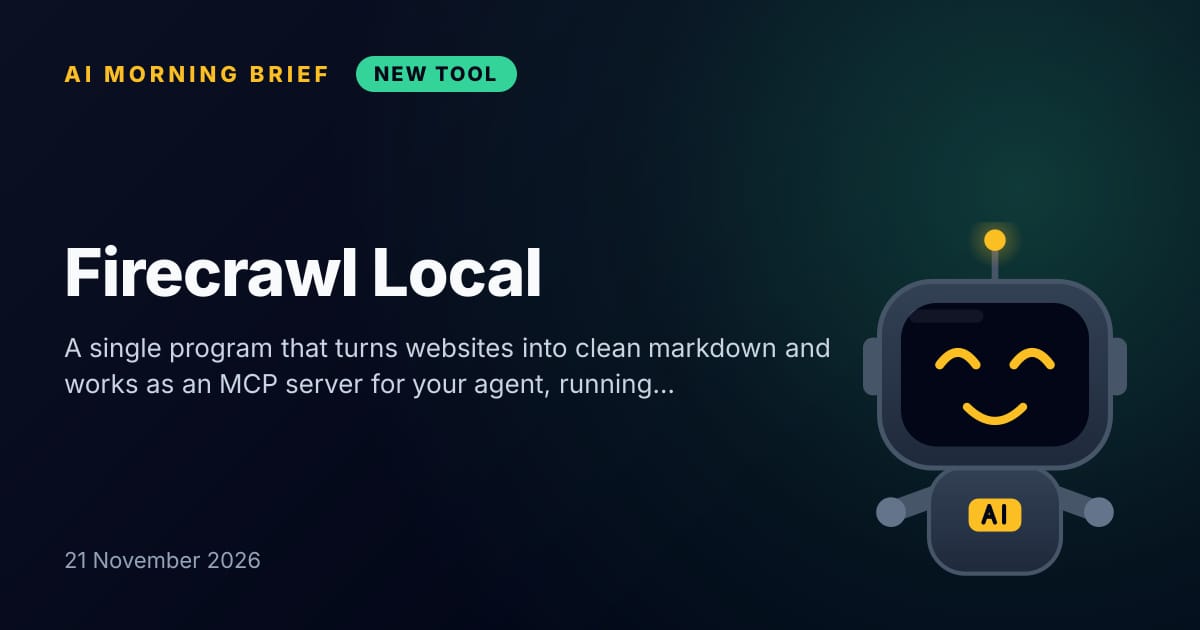 AI MORNING BRIEF
NEW TOOL
Firecrawl Local
A single program that turns websites into clean markdown and
works as an MCP server for your agent, running...
AI
21 November 2026